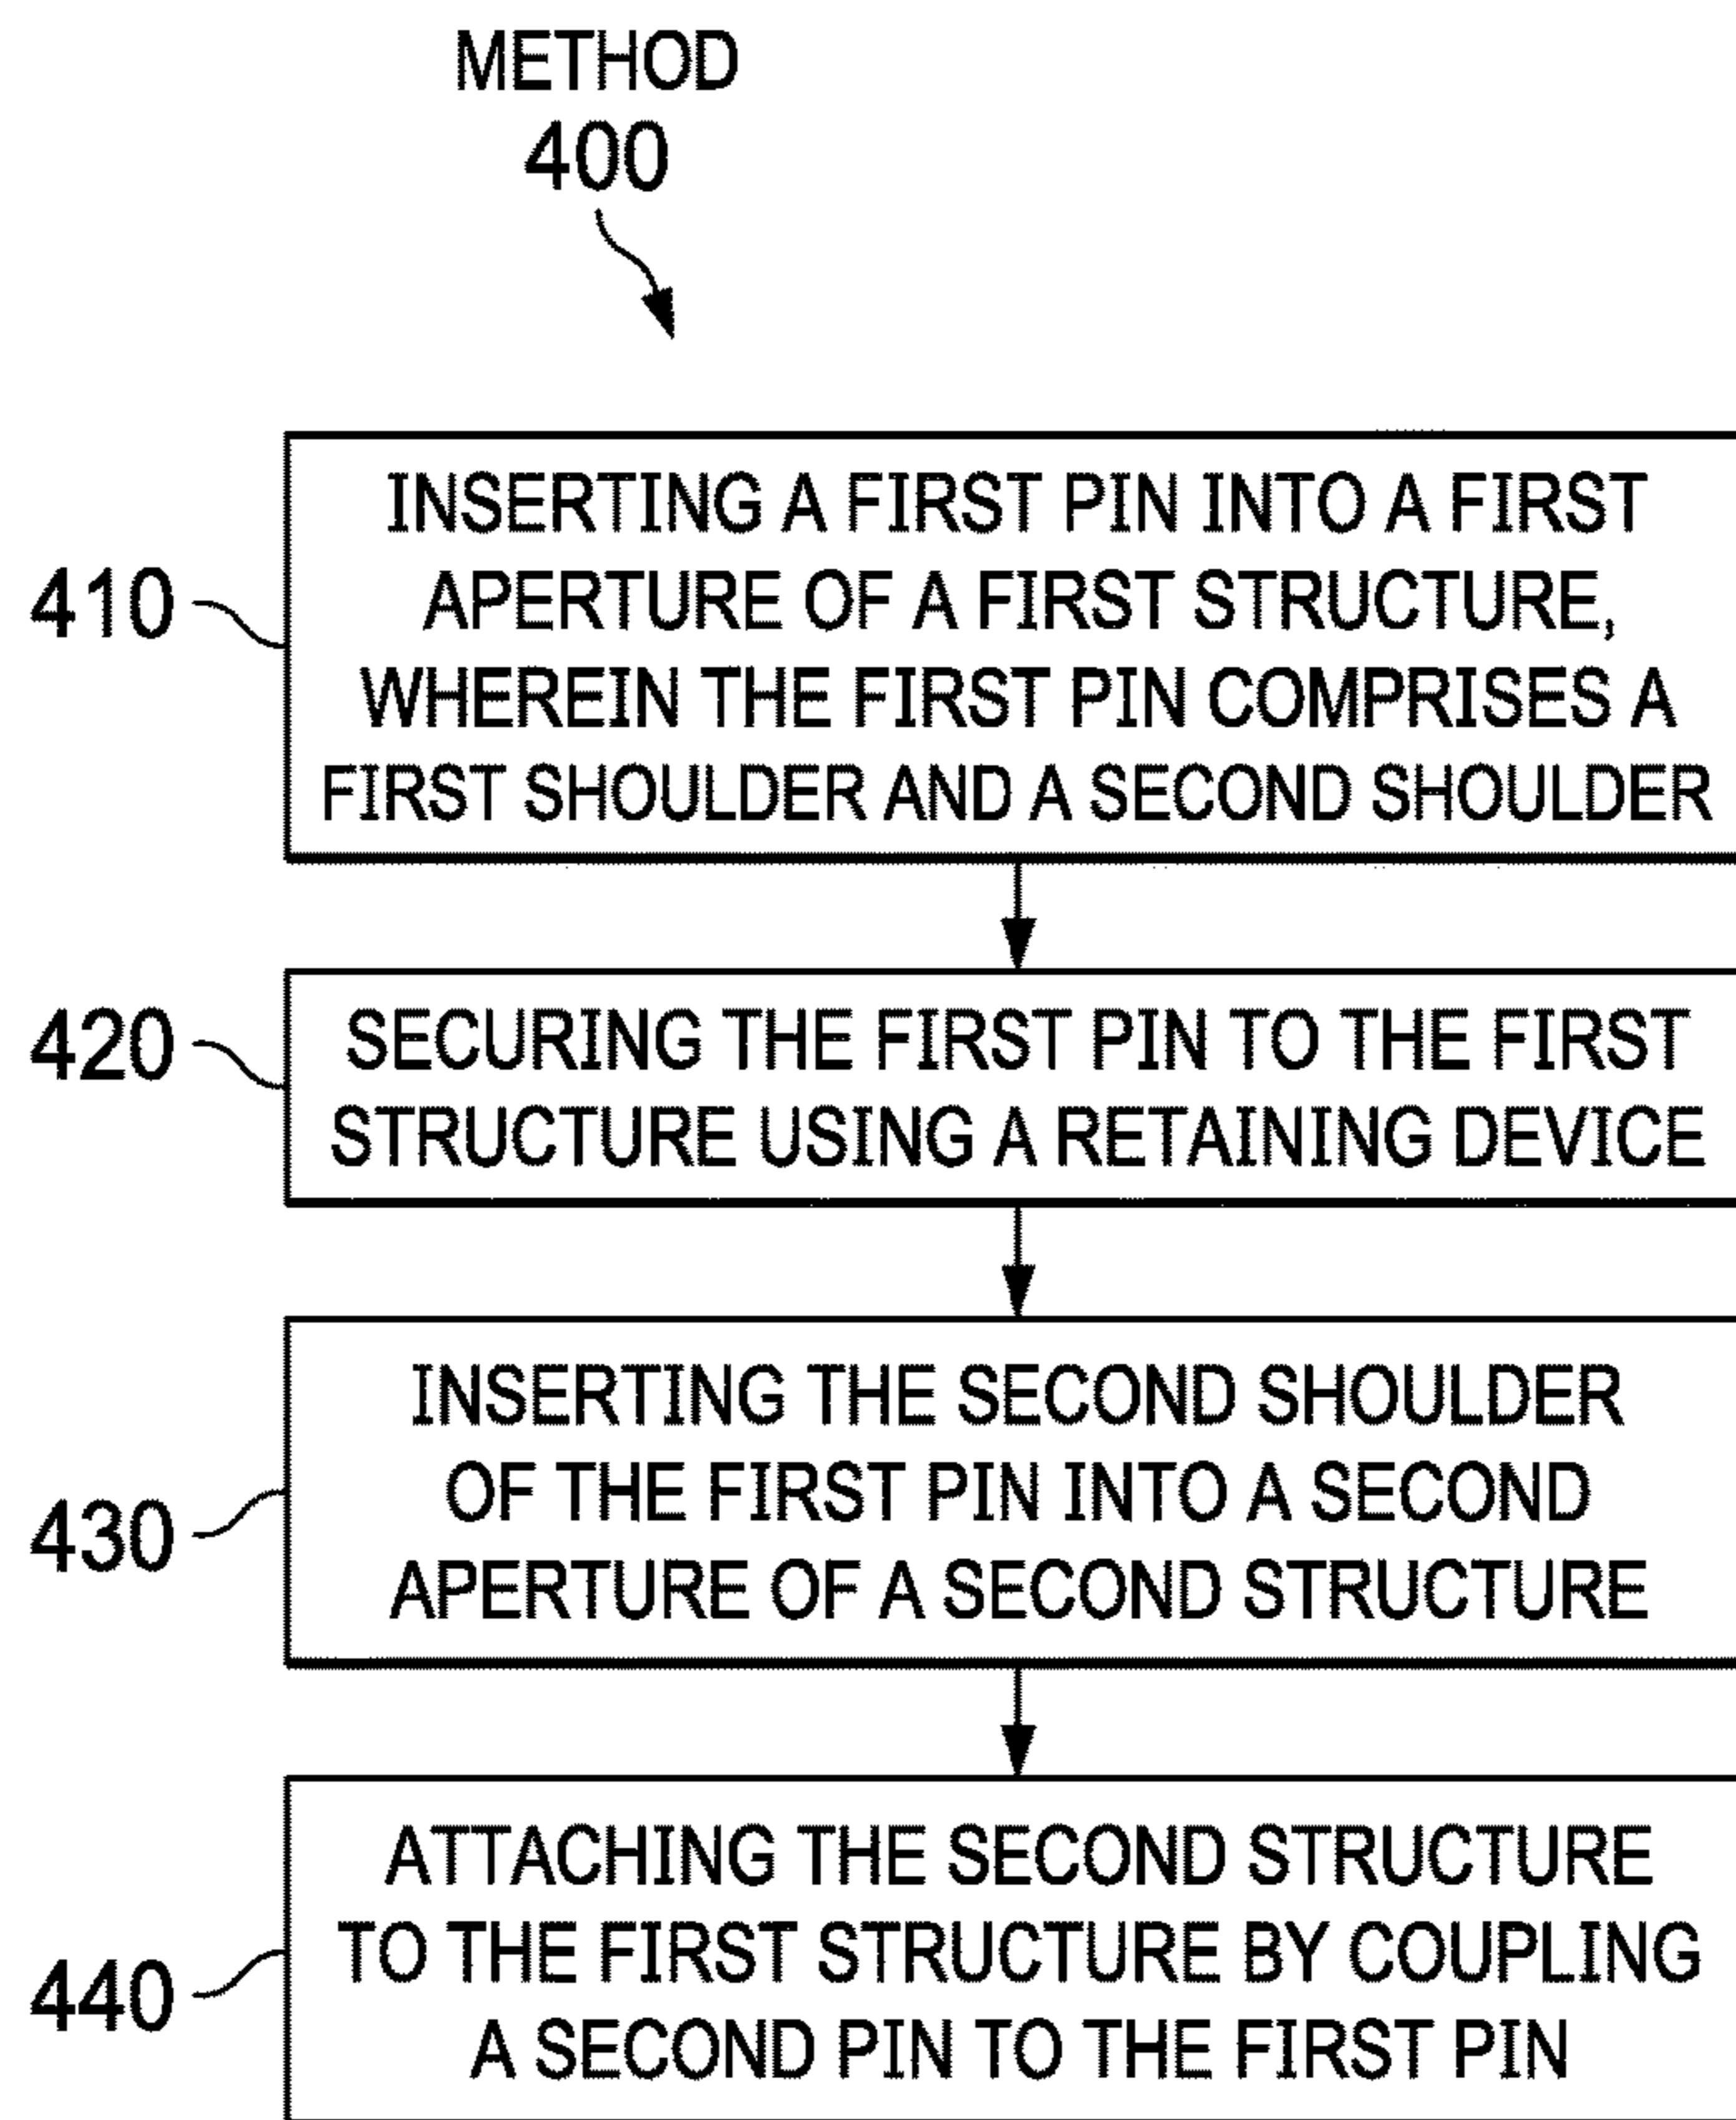 METHOD
400
410
INSERTING A FIRST PIN INTO A FIRST
APERTURE OF A FIRST STRUCTURE,
WHEREIN THE FIRST PIN COMPRISES A
FIRST SHOULDER AND A SECOND SHOULDER
420
SECURING THE FIRST PIN TO THE FIRST
STRUCTURE USING A RETAINING DEVICE
430
INSERTING THE SECOND SHOULDER
OF THE FIRST PIN INTO A SECOND
APERTURE OF A SECOND STRUCTURE
440
ATTACHING THE SECOND STRUCTURE
TO THE FIRST STRUCTURE BY COUPLING
A SECOND PIN TO THE FIRST PIN